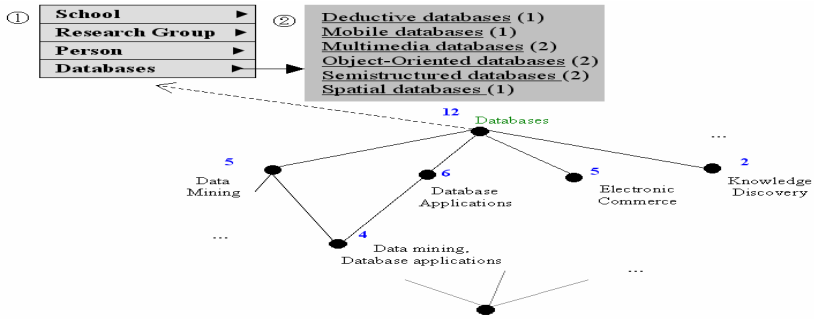 ①
School
Research Group
Person
Databases
②
Deductive databases (1)
Mobile databases (1)
Multimedia databases (2)
Object-Oriented databases (2)
Semistructured databases (2)
Spatial databases (1)
12
Databases
...
5
Data
Mining
6
Database
Applications
5
Electronic
Commerce
2
Knowledge
Discovery
...
4
Data mining,
Database applications
...